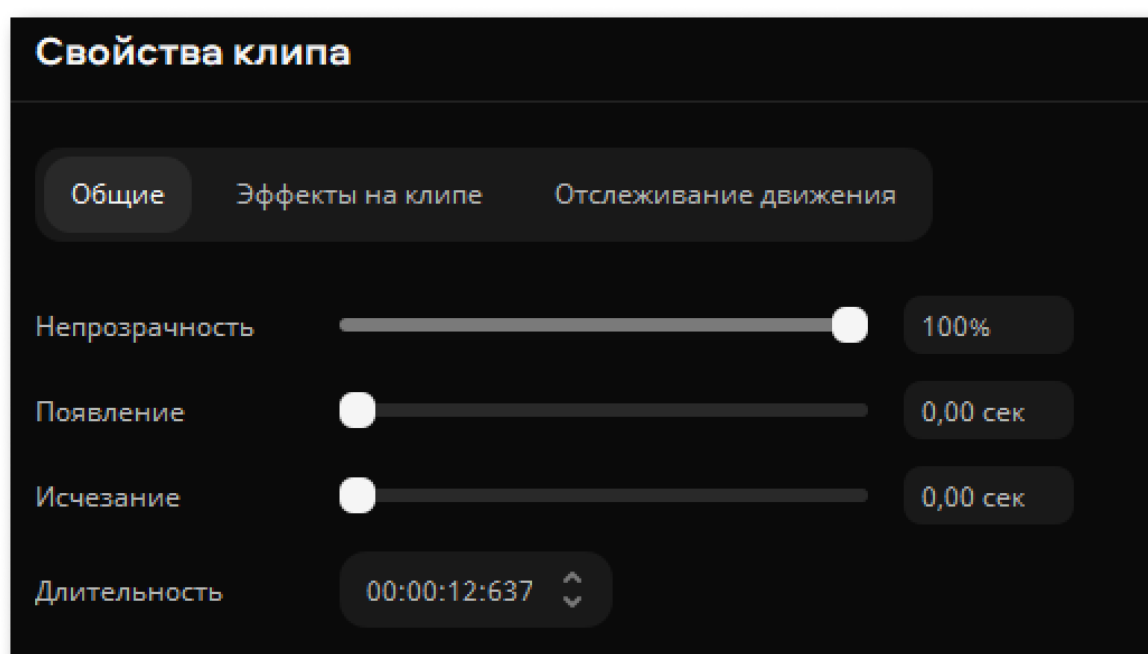 Свойства клипа
Общие Эффекты на клипе Отслеживание движения
Непрозрачность 100%
Появление 0,00 сек
Исчезание 0,00 сек
Длительность 00:00:12:637